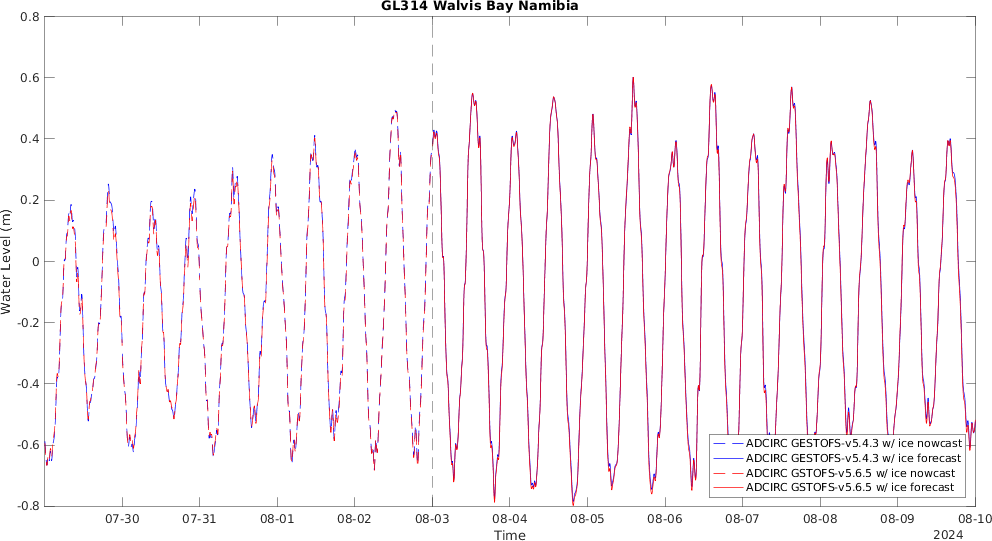 GL314 Walvis Bay Namibia
0.8
0.6
0.4
0.2
0
-0.2
-0.4
-0.6
-0.8
Water Level (m)
ADCIRC GESTOFS-v5.4.3 w/ ice nowcast
ADCIRC GESTOFS-v5.4.3 w/ ice forecast
ADCIRC GSTOFS-v5.6.5 w/ ice nowcast
ADCIRC GSTOFS-v5.6.5 w/ ice forecast
07-30 07-31 08-01 08-02 08-03 08-04 08-05 08-06 08-07 08-08 08-09 08-10
Time
2024